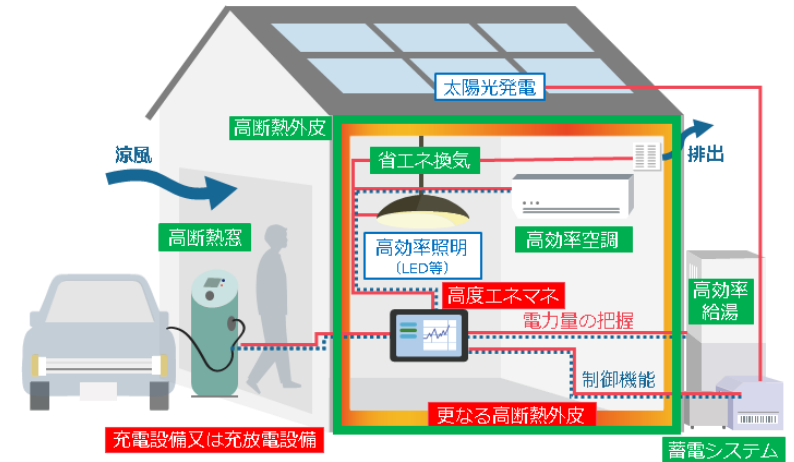 太陽光発電
高断熱外皮
涼風
省エネ換気
排出
高断熱窓
高効率照明
(LED等)
高効率空調
高度エネマネ
高効率
給湯
電力量の把握
制御機能
更なる高断熱外皮
充電設備又は充放電設備
蓄電システム